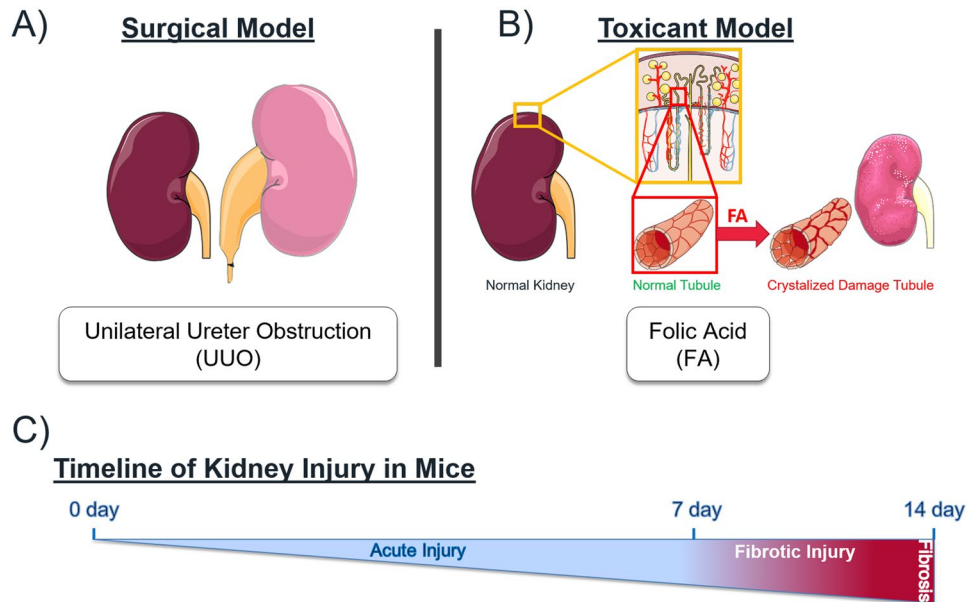 A)
Surgical Model
Unilateral Ureter Obstruction
(UUO)
B)
Toxicant Model
FA
Normal Kidney
Normal Tubule
Crystalized Damage Tubule
Folic Acid
(FA)
C)
Timeline of Kidney Injury in Mice
0 day
7 day
14 day
Acute Injury
Fibrotic Injury
Fibrosis